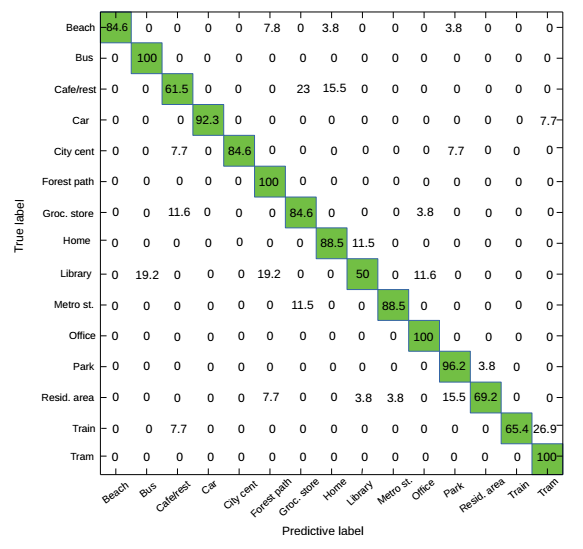 Beach 84.6 0 0 0 0 7.8 0 3.8 0 0 0 3.8 0 0 0
Bus 0 100 0 0 0 0 0 0 0 0 0 0 0 0 0
Cafe/rest 0 0 61.5 0 0 0 23 15.5 0 0 0 0 0 0 0
Car 0 0 0 92.3 0 0 0 0 0 0 0 0 0 0 7.7
City cent 0 0 7.7 0 84.6 0 0 0 0 0 0 7.7 0 0 0
Forest path 0 0 0 0 0 100 0 0 0 0 0 0 0 0 0
Groc. store 0 0 11.6 0 0 0 84.6 0 0 0 3.8 0 0 0 0
Home 0 0 0 0 0 0 0 88.5 11.5 0 0 0 0 0 0
Library 0 19.2 0 0 0 19.2 0 0 50 0 11.6 0 0 0 0
Metro st. 0 0 0 0 0 0 11.5 0 0 88.5 0 0 0 0 0
Office 0 0 0 0 0 0 0 0 0 0 100 0 0 0 0
Park 0 0 0 0 0 0 0 0 0 0 0 96.2 3.8 0 0
Resid. area 0 0 0 0 0 7.7 0 0 3.8 3.8 0 15.5 69.2 0 0
Train 0 0 7.7 0 0 0 0 0 0 0 0 0 0 65.4 26.9
Tram 0 0 0 0 0 0 0 0 0 0 0 0 0 0 100
True label
Beach Bus Cafe/rest Car City cent Forest path Groc. store Home Library Metro st. Office Park Resid. area Train Tram
Predictive label